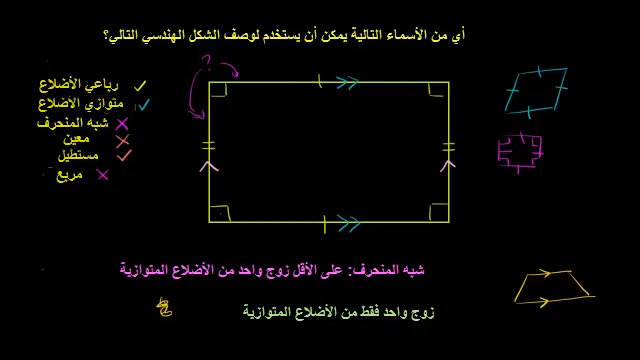 أي من الأسماء التالية يمكن أن يستخدم لوصف الشكل الهندسي التالي؟
رباعي الأضلاع
متوازي الأضلاع
شبه المنحرف
معين
مستطيل
مربع
?
شبه المنحرف: على الأقل زوج واحد من الأضلاع المتوازية
زوج واحد فقط من الأضلاع المتوازية